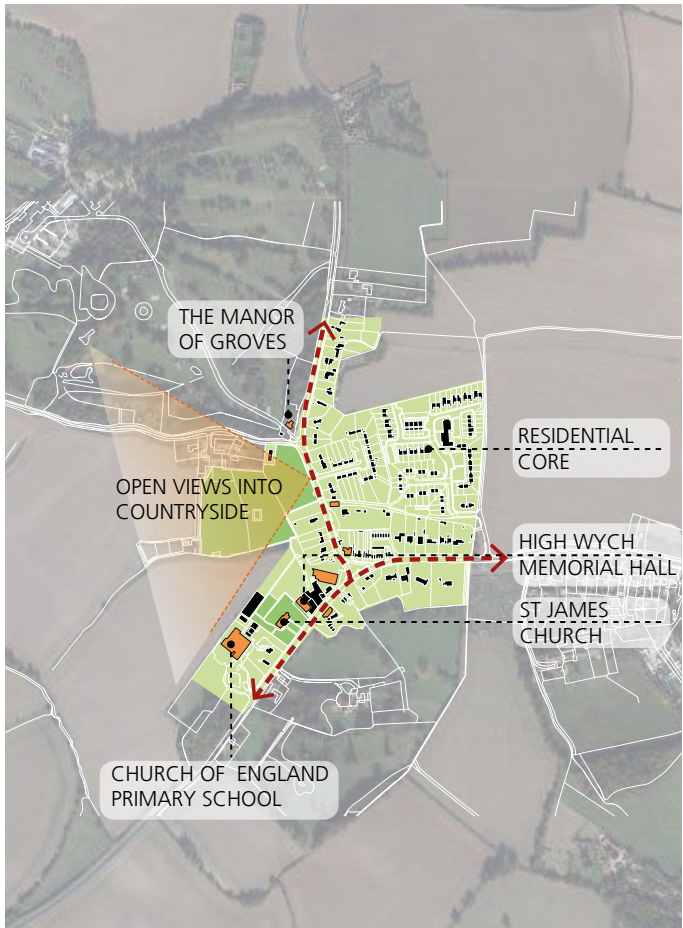 THE MANOR
OF GROVES
RESIDENTIAL
CORE
OPEN VIEWS INTO
COUNTRYSIDE
HIGH WYCH
MEMORIAL HALL
ST JAMES
CHURCH
CHURCH OF ENGLAND
PRIMARY SCHOOL